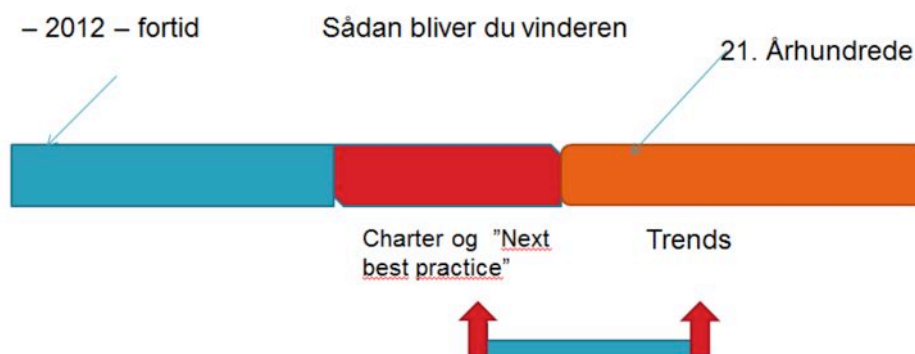 – 2012 – fortid
Sådan bliver du vinderen
21. Århundrede
Charter og ”Next
best practice”
Trends